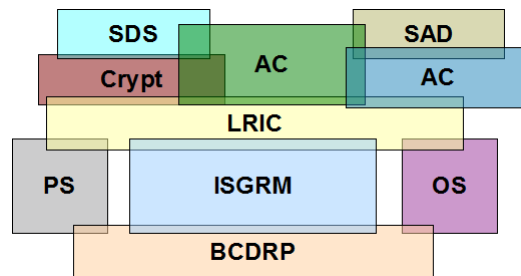 SDS
SAD
AC
Crypt
AC
LRIC
PS
ISGRM
OS
BCDRP